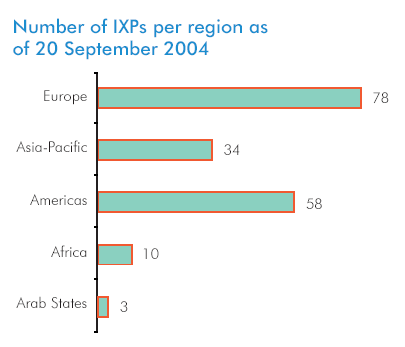 Number of IXPs per region as
of 20 September 2004
Europe 78
Asia-Pacific 34
Americas 58
Africa 10
Arab States 3